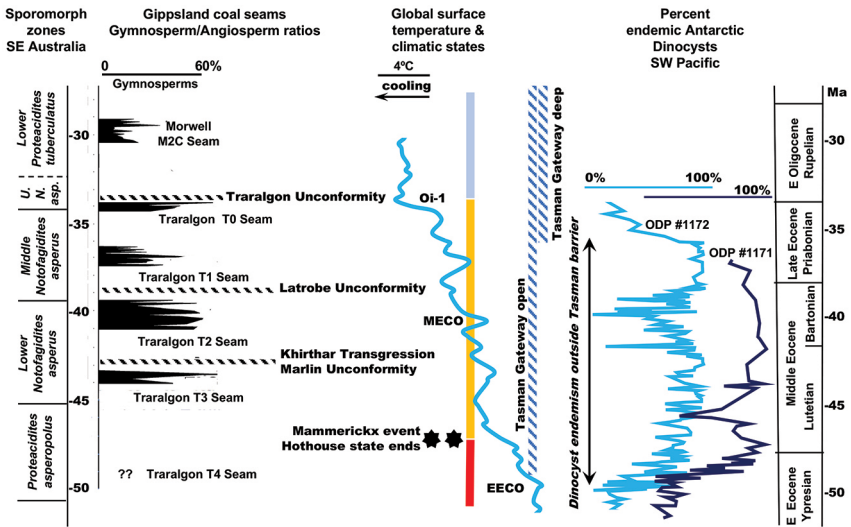 Sporomorph
zones
SE Australia
Gippsland coal seams
Gymnosperm/Angiosperm ratios
Global surface
temperature &
climatic states
Percent
endemic Antarctic
Dinocysts
SW Pacific
0
60%
Gymnosperms
4ºC
cooling
Ma
Lower
Proteacidites
tuberculatus
U.
N.
asp.
Middle
Notofagidites
asperus
Lower
Notofagidites
asperus
Proteacidites
asperopolus
-30
-35
-40
-45
-50
Morwell
M2C Seam
Traralgon Unconformity
Traralgon T0 Seam
Traralgon T1 Seam
Latrobe Unconformity
Traralgon T2 Seam
Khirthar Transgression
Marlin Unconformity
Traralgon T3 Seam
Mammerickx event
Hothouse state ends
?? Traralgon T4 Seam
Oi-1
MECO
EECO
Tasman Gateway open
Tasman Gateway deep
Dinocyst endemism outside Tasman barrier
0%
100%
100%
ODP #1172
ODP #1171
E Oligocene
Rupelian
Late Eocene
Priabonian
Middle Eocene
Bartonian
Lutetian
E Eocene
Ypresian
-30
-35
-40
-45
-50